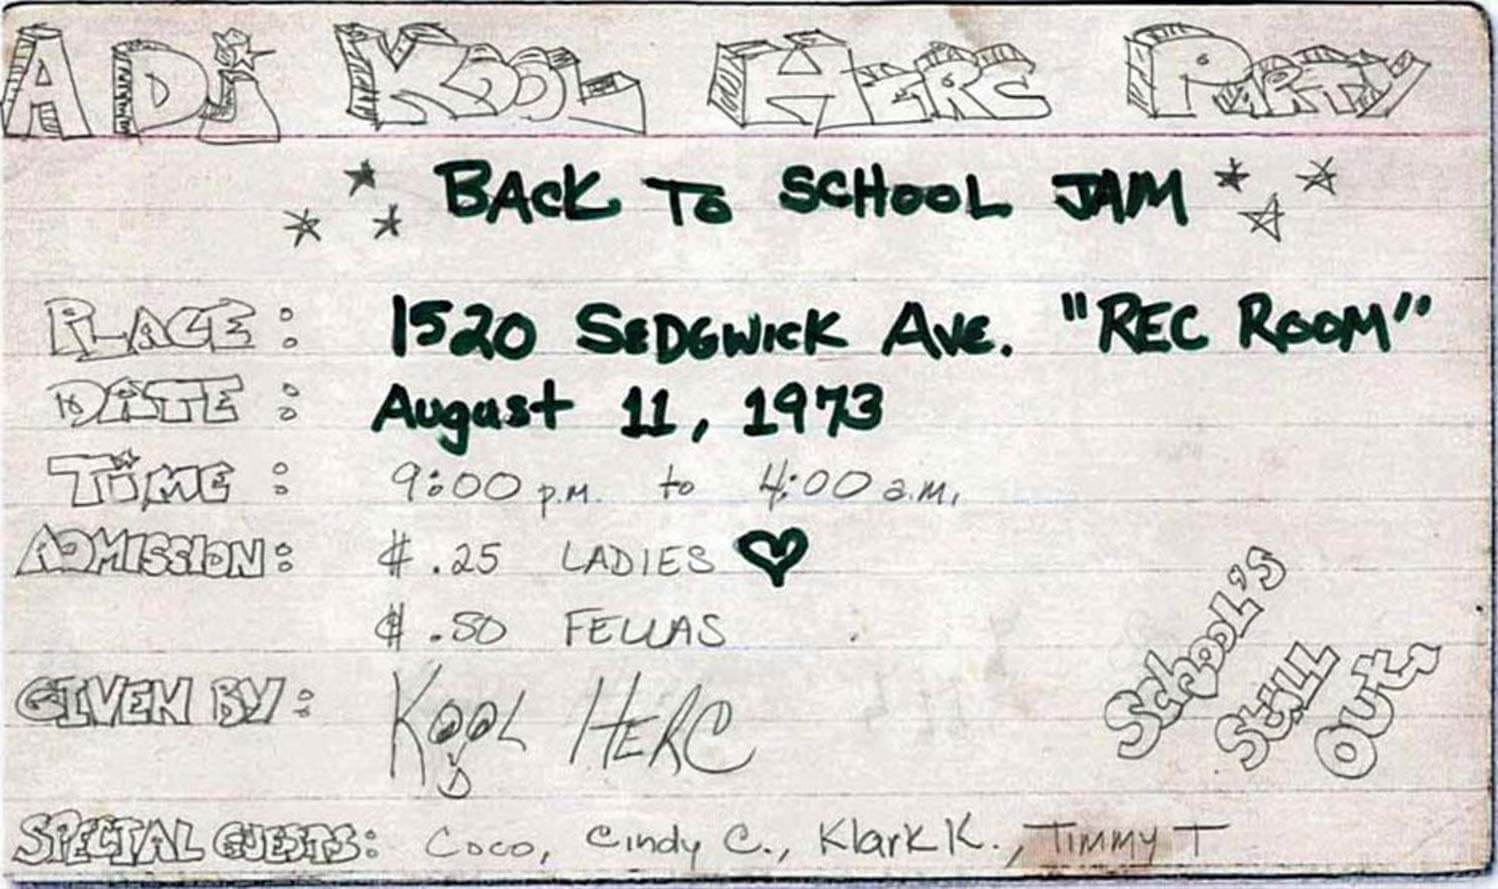 A DJ KOOL HERC PARTY
BACK TO SCHOOL JAM
PLACE: 1520 SEDGWICK AVE. "REC ROOM"
DATE: August 11, 1973
TIME: 9:00 p.m. to 4:00 a.m.
ADMISSION: $.25 LADIES
$.50 FELLAS
SCHOOL'S
STILL
OUT,
GIVEN BY: KOOL HERC
SPECIAL GUESTS: Coco, Cindy C., Klark K., Timmy T